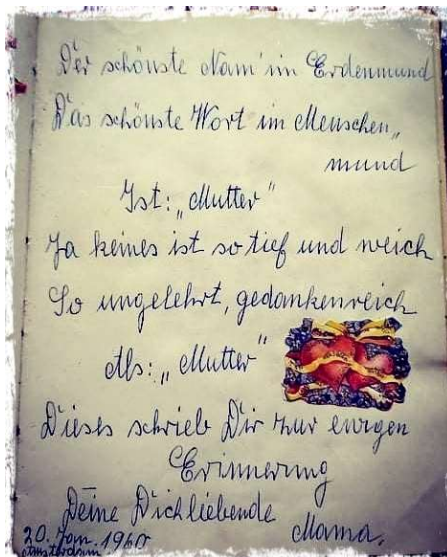 Der schönste Nam' im Erdenmund
Das schönste Wort im Menschen„
mund
Ist: „Mutter"
Ja keines ist so tief und weich
So ungelehrt, gedankenreich
Als: „Mutter"
Dieses schrieb Dir zur ewigen
Erinnerung
Deine Dichliebende
Mama.
20. Jan. 1960
Amsterdam